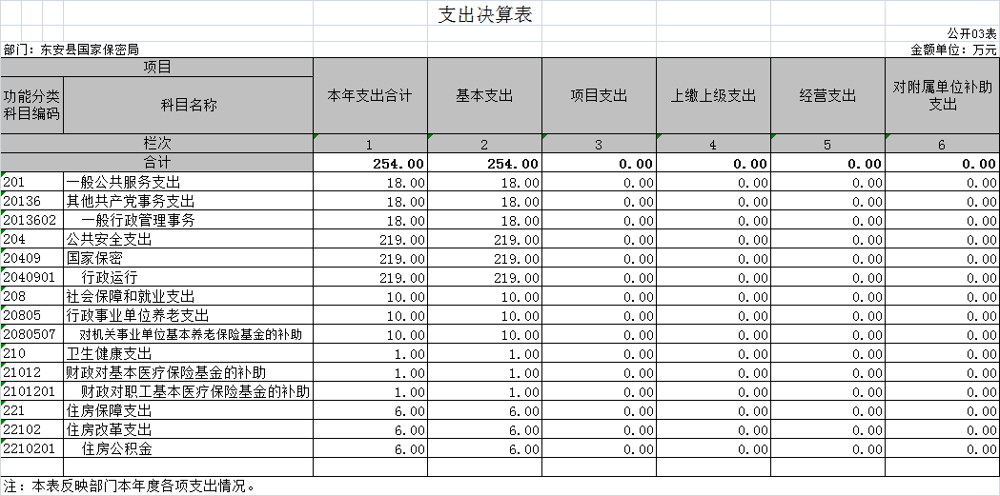 支出决算表
公开03表
部门：东安县国家保密局 金额单位：万元
项目 本年支出合计 基本支出 项目支出 上缴上级支出 经营支出 对附属单位补助支出
功能分类科目编码 科目名称
栏次 1 2 3 4 5 6
合计 254.00 254.00 0.00 0.00 0.00 0.00
201 一般公共服务支出 18.00 18.00 0.00 0.00 0.00 0.00
20136 其他共产党事务支出 18.00 18.00 0.00 0.00 0.00 0.00
2013602 一般行政管理事务 18.00 18.00 0.00 0.00 0.00 0.00
204 公共安全支出 219.00 219.00 0.00 0.00 0.00 0.00
20409 国家保密 219.00 219.00 0.00 0.00 0.00 0.00
2040901 行政运行 219.00 219.00 0.00 0.00 0.00 0.00
208 社会保障和就业支出 10.00 10.00 0.00 0.00 0.00 0.00
20805 行政事业单位养老支出 10.00 10.00 0.00 0.00 0.00 0.00
2080507 对机关事业单位基本养老保险基金的补助 10.00 10.00 0.00 0.00 0.00 0.00
210 卫生健康支出 1.00 1.00 0.00 0.00 0.00 0.00
21012 财政对基本医疗保险基金的补助 1.00 1.00 0.00 0.00 0.00 0.00
2101201 财政对职工基本医疗保险基金的补助 1.00 1.00 0.00 0.00 0.00 0.00
221 住房保障支出 6.00 6.00 0.00 0.00 0.00 0.00
22102 住房改革支出 6.00 6.00 0.00 0.00 0.00 0.00
2210201 住房公积金 6.00 6.00 0.00 0.00 0.00 0.00
注：本表反映部门本年度各项支出情况。